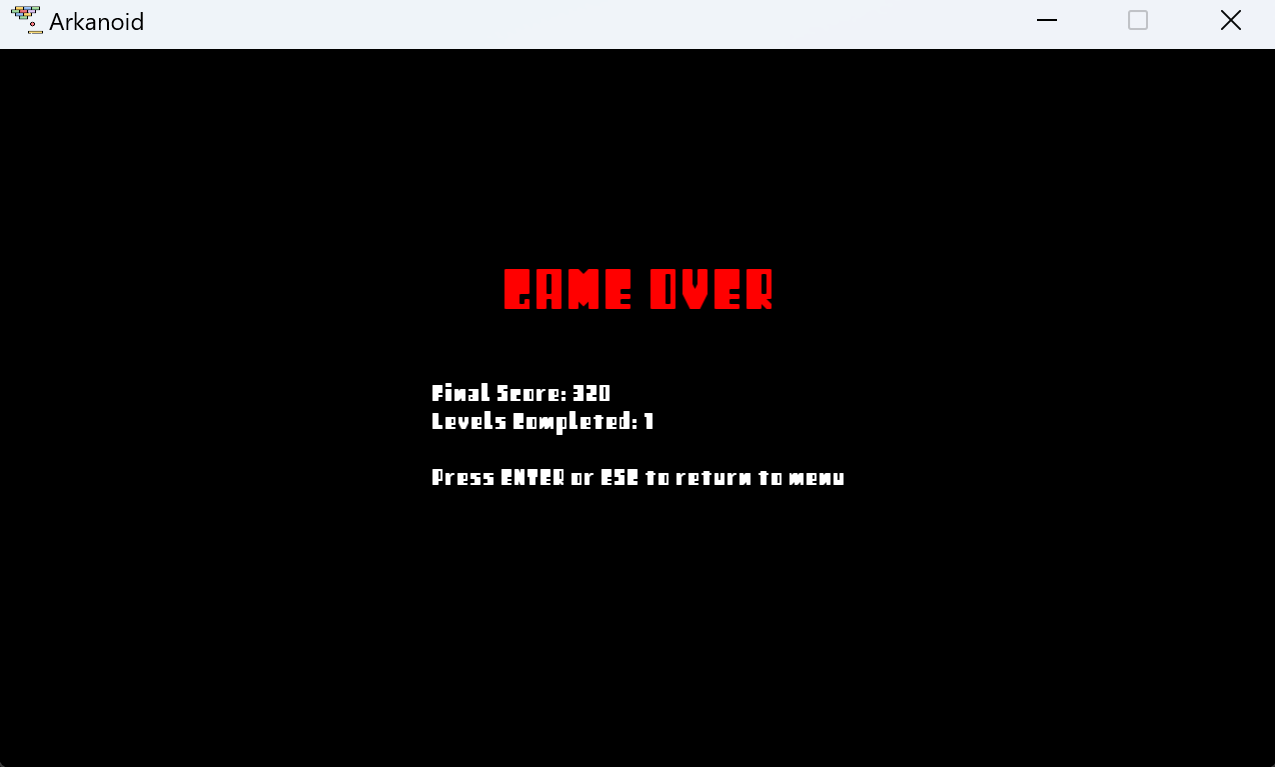 Arkanoid
GAME OVER
Final Score: 320
Levels Completed: 1
Press ENTER or ESC to return to menu